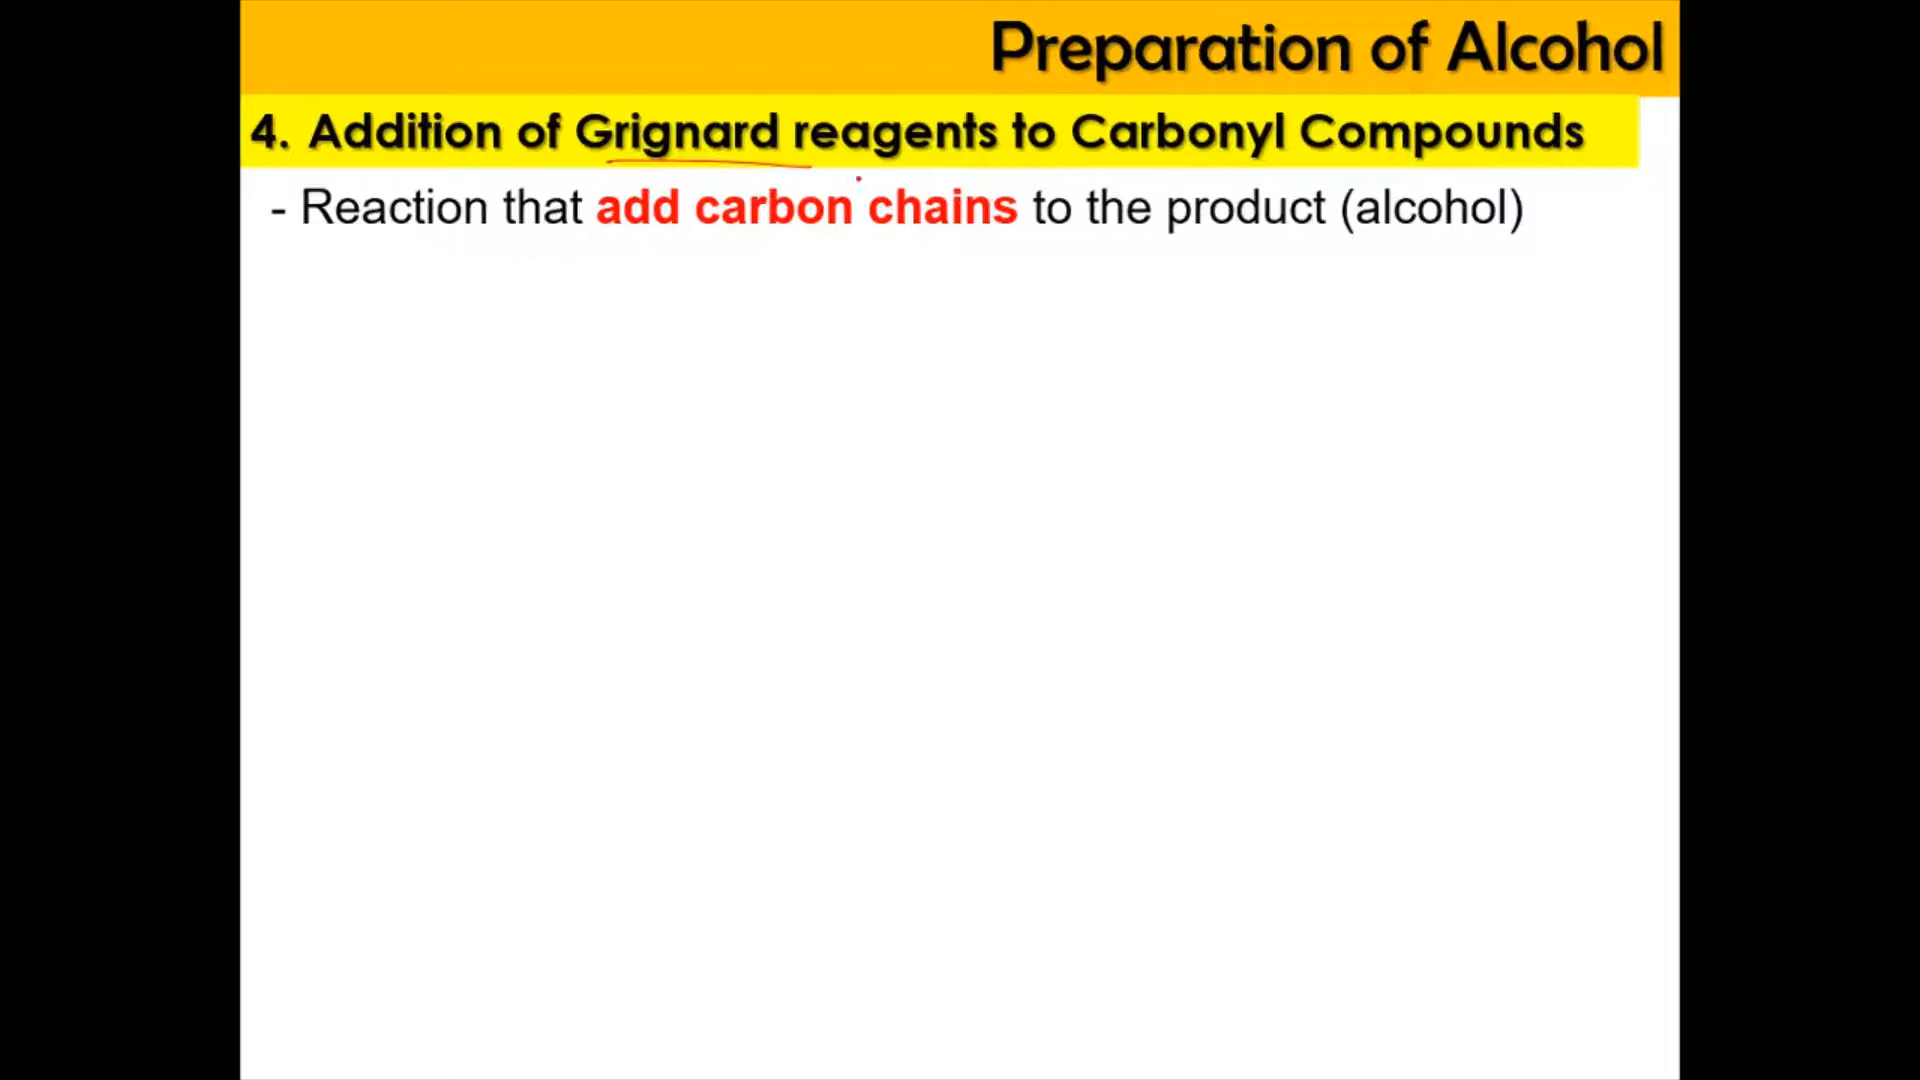 Preparation of Alcohol
4. Addition of Grignard reagents to Carbonyl Compounds
- Reaction that add carbon chains to the product (alcohol)